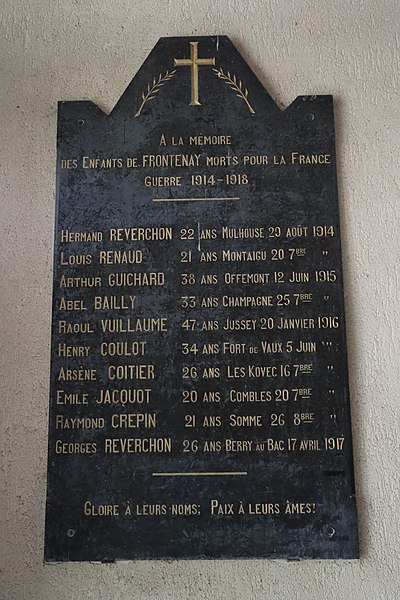 A LA MÉMOIRE
DES ENFANTS DE FRONTENAY MORTS POUR LA FRANCE
GUERRE 1914-1918
HERMAND REVERCHON 22 ANS MULHOUSE 29 AOÛT 1914
LOUIS RENAUD 21 ANS MONTAIGU 20 7BRE "
ARTHUR GUICHARD 38 ANS OFFEMONT 12 JUIN 1915
ABEL BAILLY 33 ANS CHAMPAGNE 25 7BRE "
RAOUL VUILLAUME 47 ANS JUSSEY 20 JANVIER 1916
HENRY COULOT 34 ANS FORT DE VAUX 5 JUIN "
ARSÈNE COITIER 26 ANS LES KOVEC 16 7BRE "
EMILE JACQUOT 20 ANS COMBLES 20 7BRE "
RAYMOND CREPIN 21 ANS SOMME 26 8BRE "
GEORGES REVERCHON 26 ANS BERRY AU BAC 17 AVRIL 1917
GLOIRE À LEURS NOMS; PAIX À LEURS ÂMES!